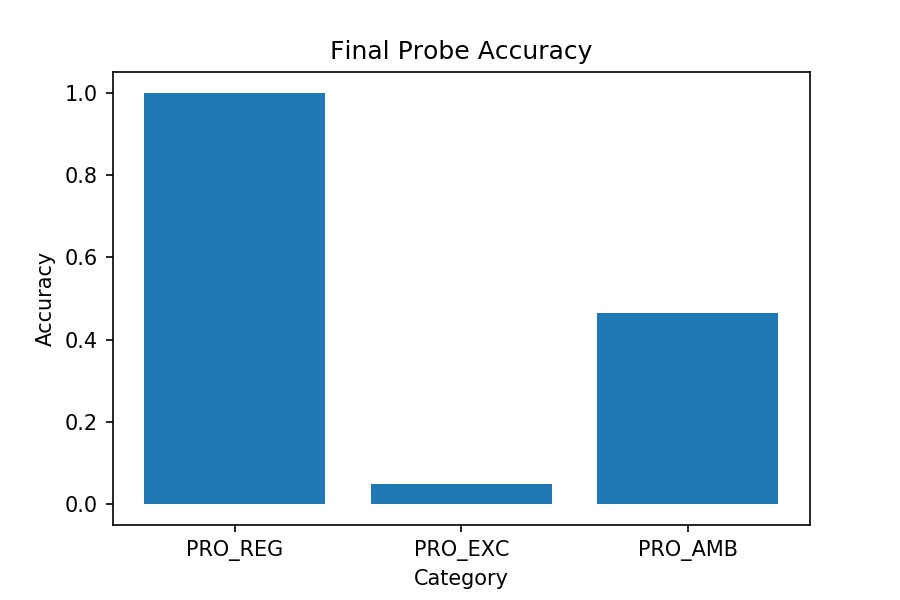 Final Probe Accuracy
1.0
0.8
0.6
0.4
0.2
0.0
Accuracy
PRO_REG PRO_EXC PRO_AMB
Category